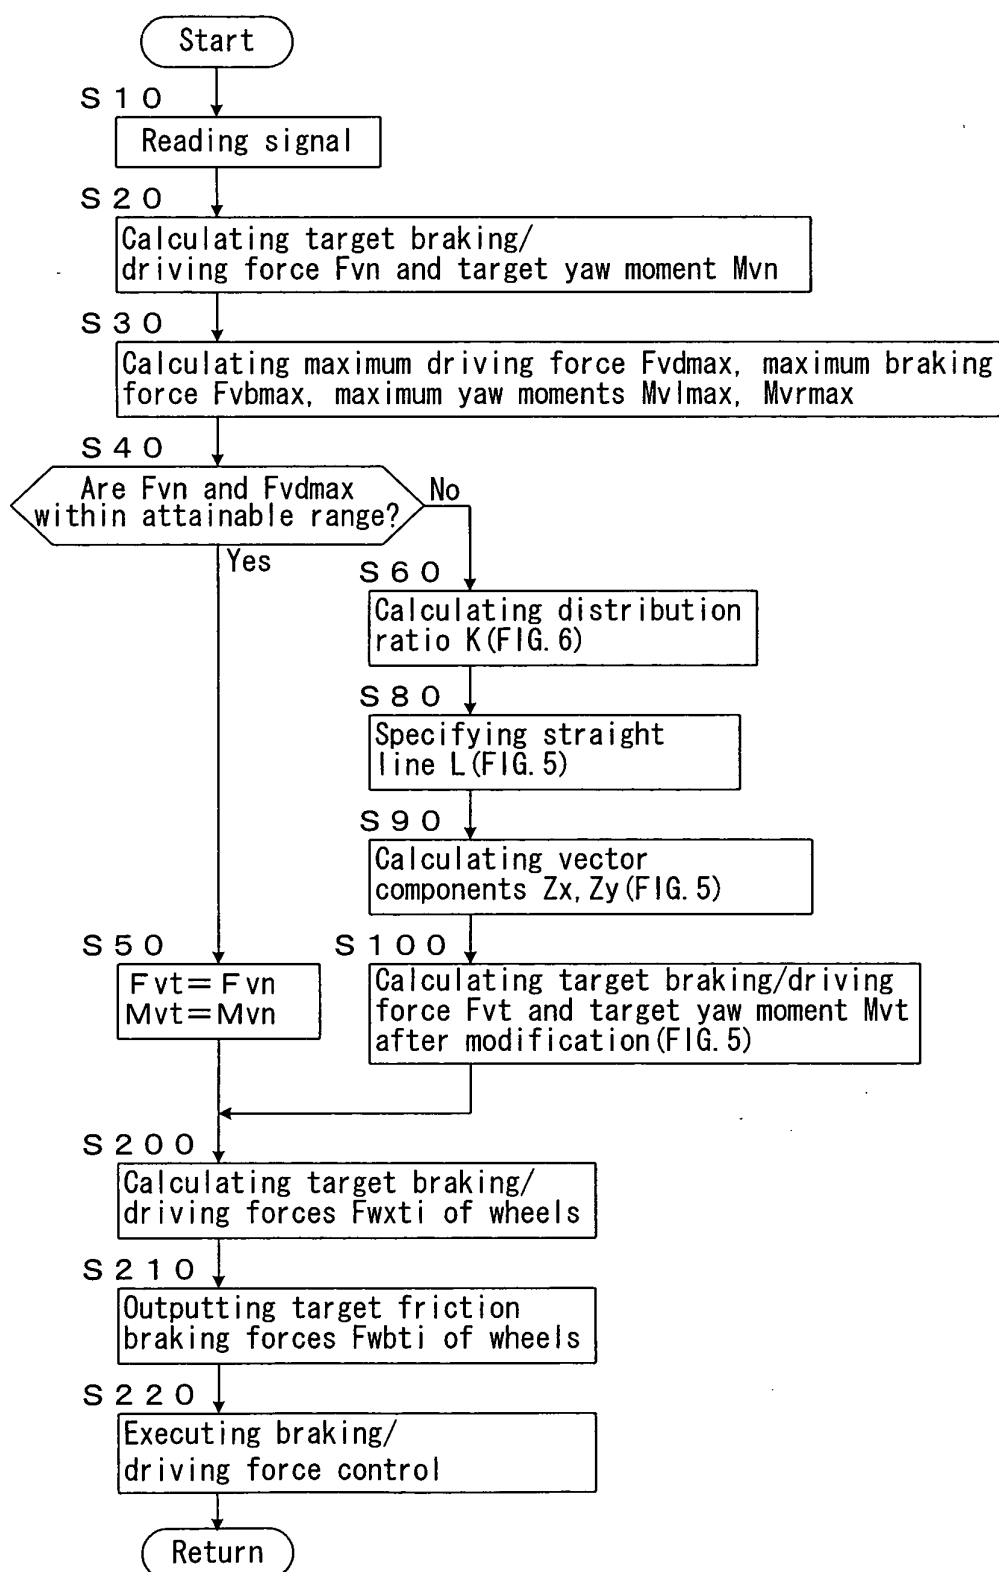 Start
S10
Reading signal
S20
Calculating target braking/
driving force Fvn and target yaw moment Mvn
S30
Calculating maximum driving force Fvdmax, maximum braking
force Fvbmax, maximum yaw moments Mvlmax, Mvrmax
S40
Are Fvn and Fvdmax
within attainable range?
No
Yes
S60
Calculating distribution
ratio K(FIG.6)
S80
Specifying straight
line L(FIG.5)
S90
Calculating vector
components Zx,Zy(FIG.5)
S50
Fvt=Fvn
Mvt=Mvn
S100
Calculating target braking/driving
force Fvt and target yaw moment Mvt
after modification(FIG.5)
S200
Calculating target braking/
driving forces Fwxti of wheels
S210
Outputting target friction
braking forces Fwbti of wheels
S220
Executing braking/
driving force control
Return